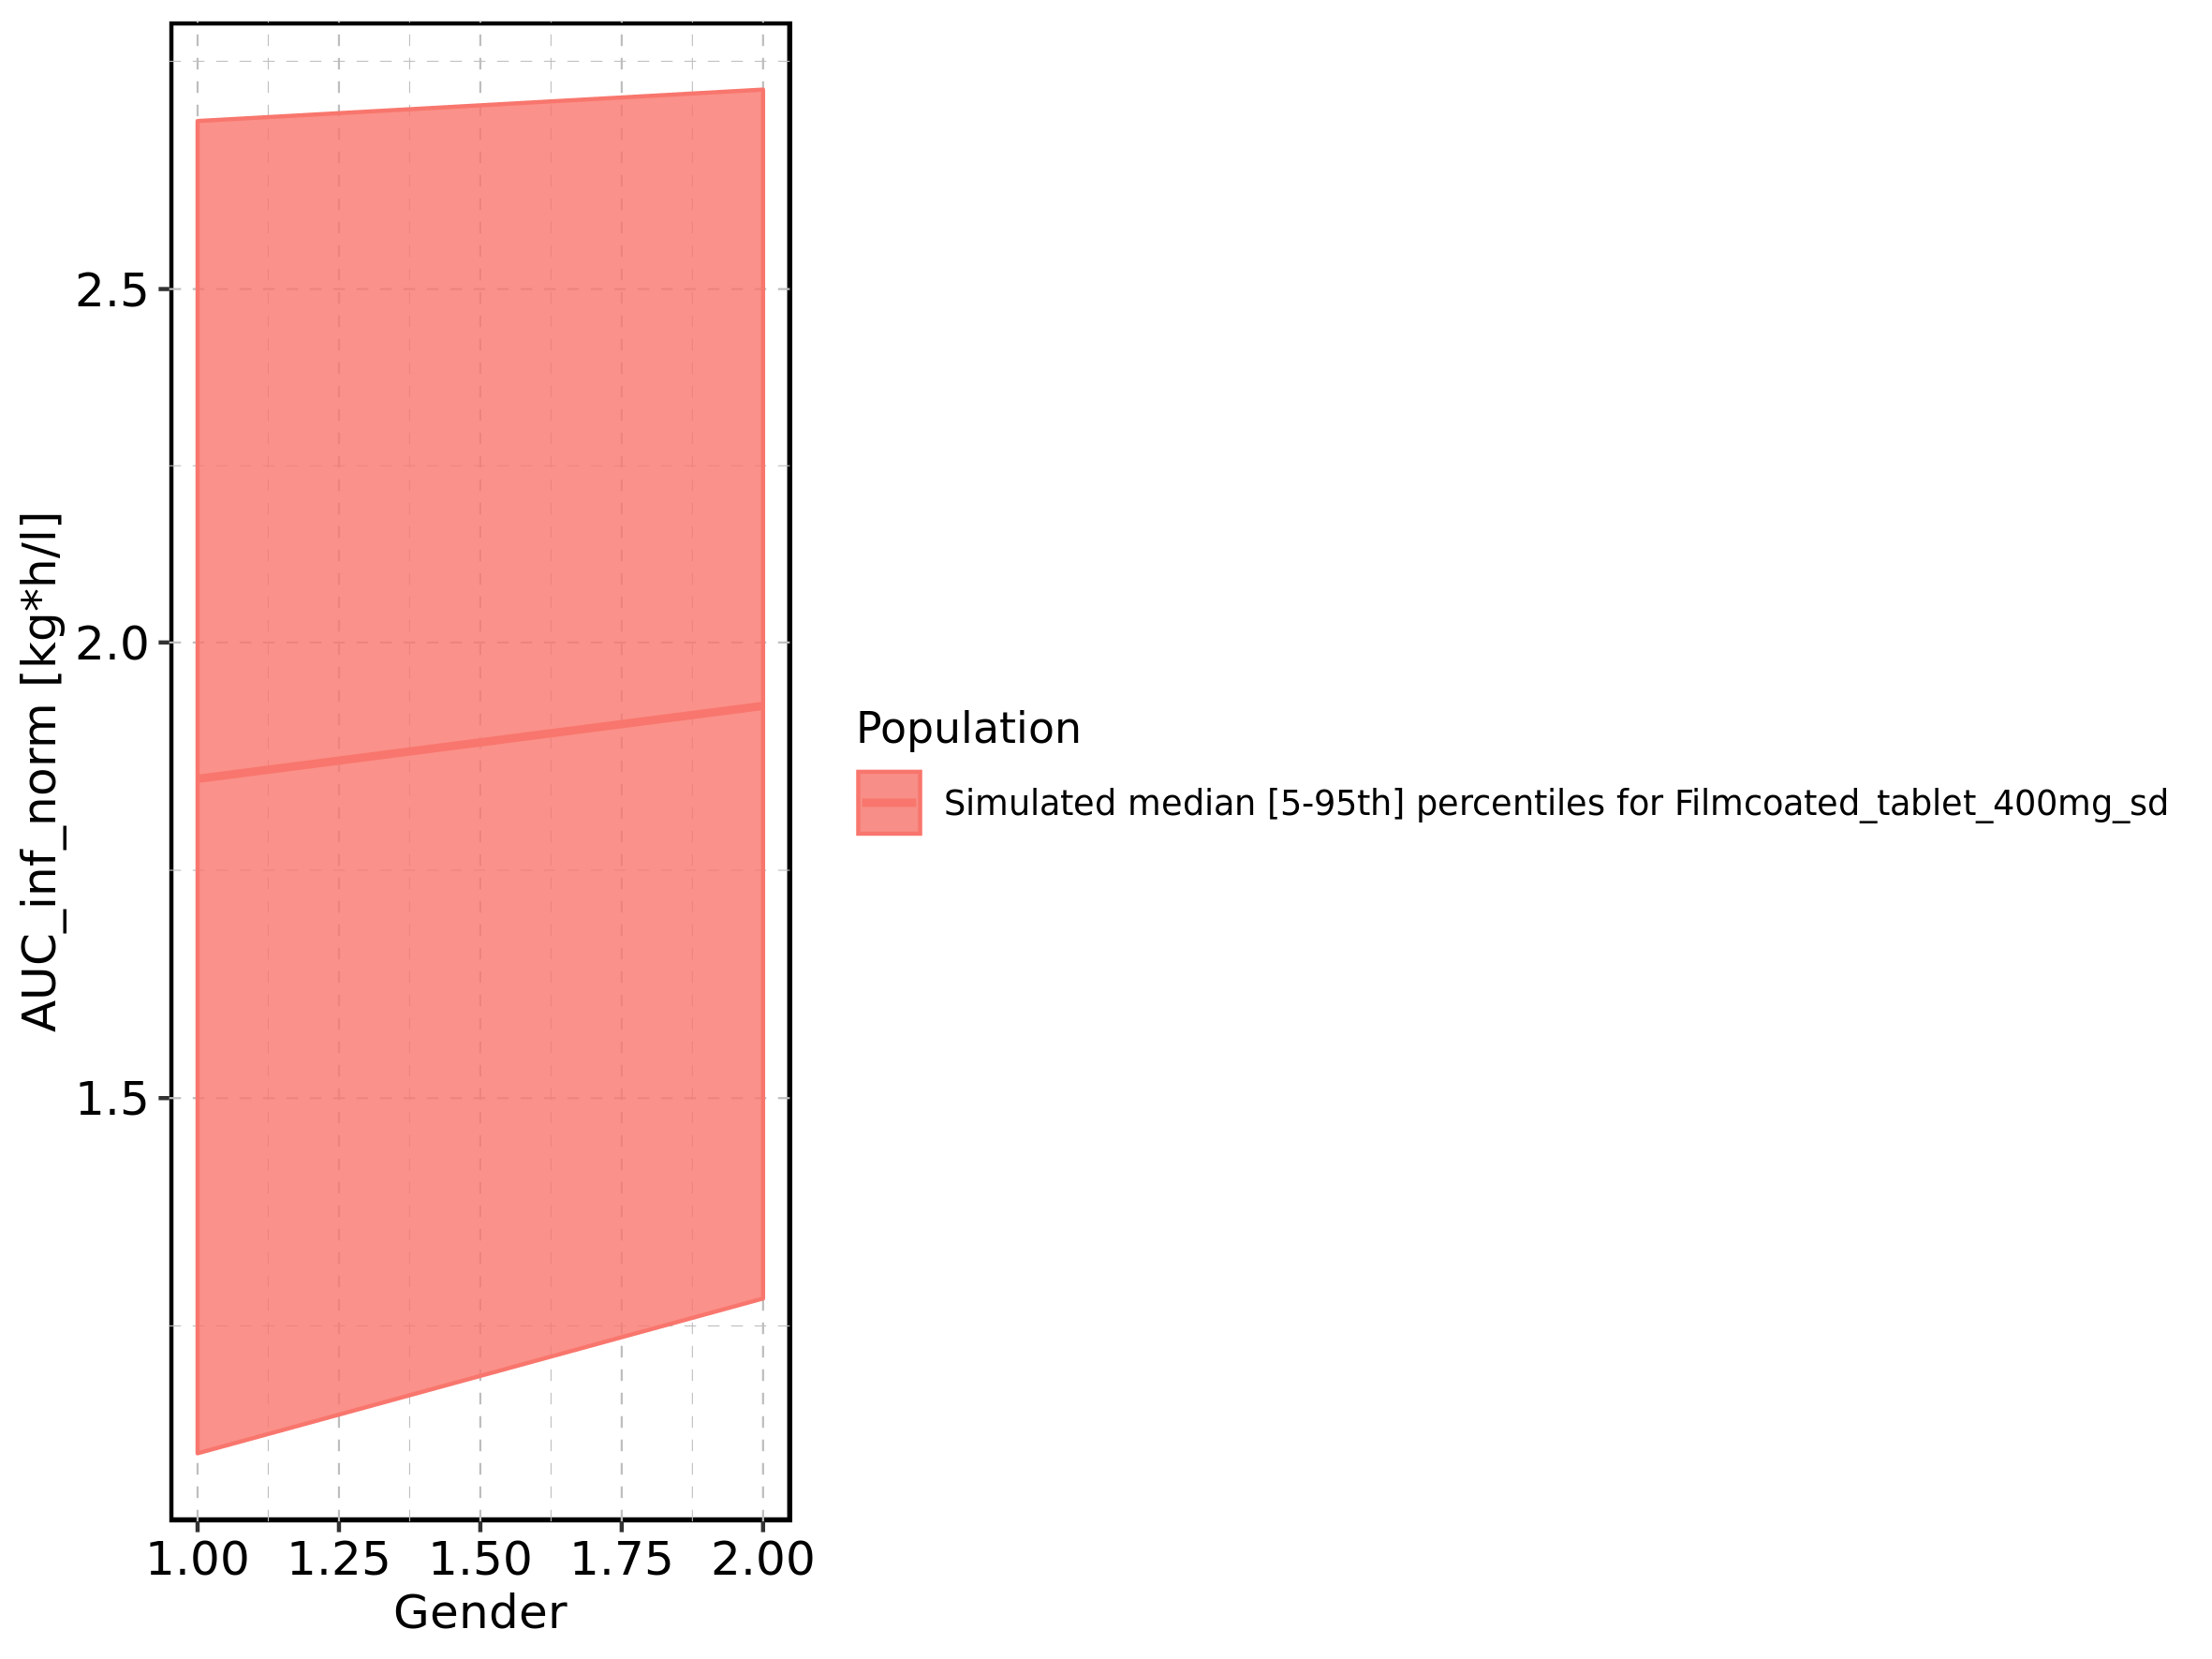 AUC_inf_norm [kg*h/l]
2.5
2.0
1.5
1.00 1.25 1.50 1.75 2.00
Gender
Population
Simulated median [5-95th] percentiles for Filmcoated_tablet_400mg_sd